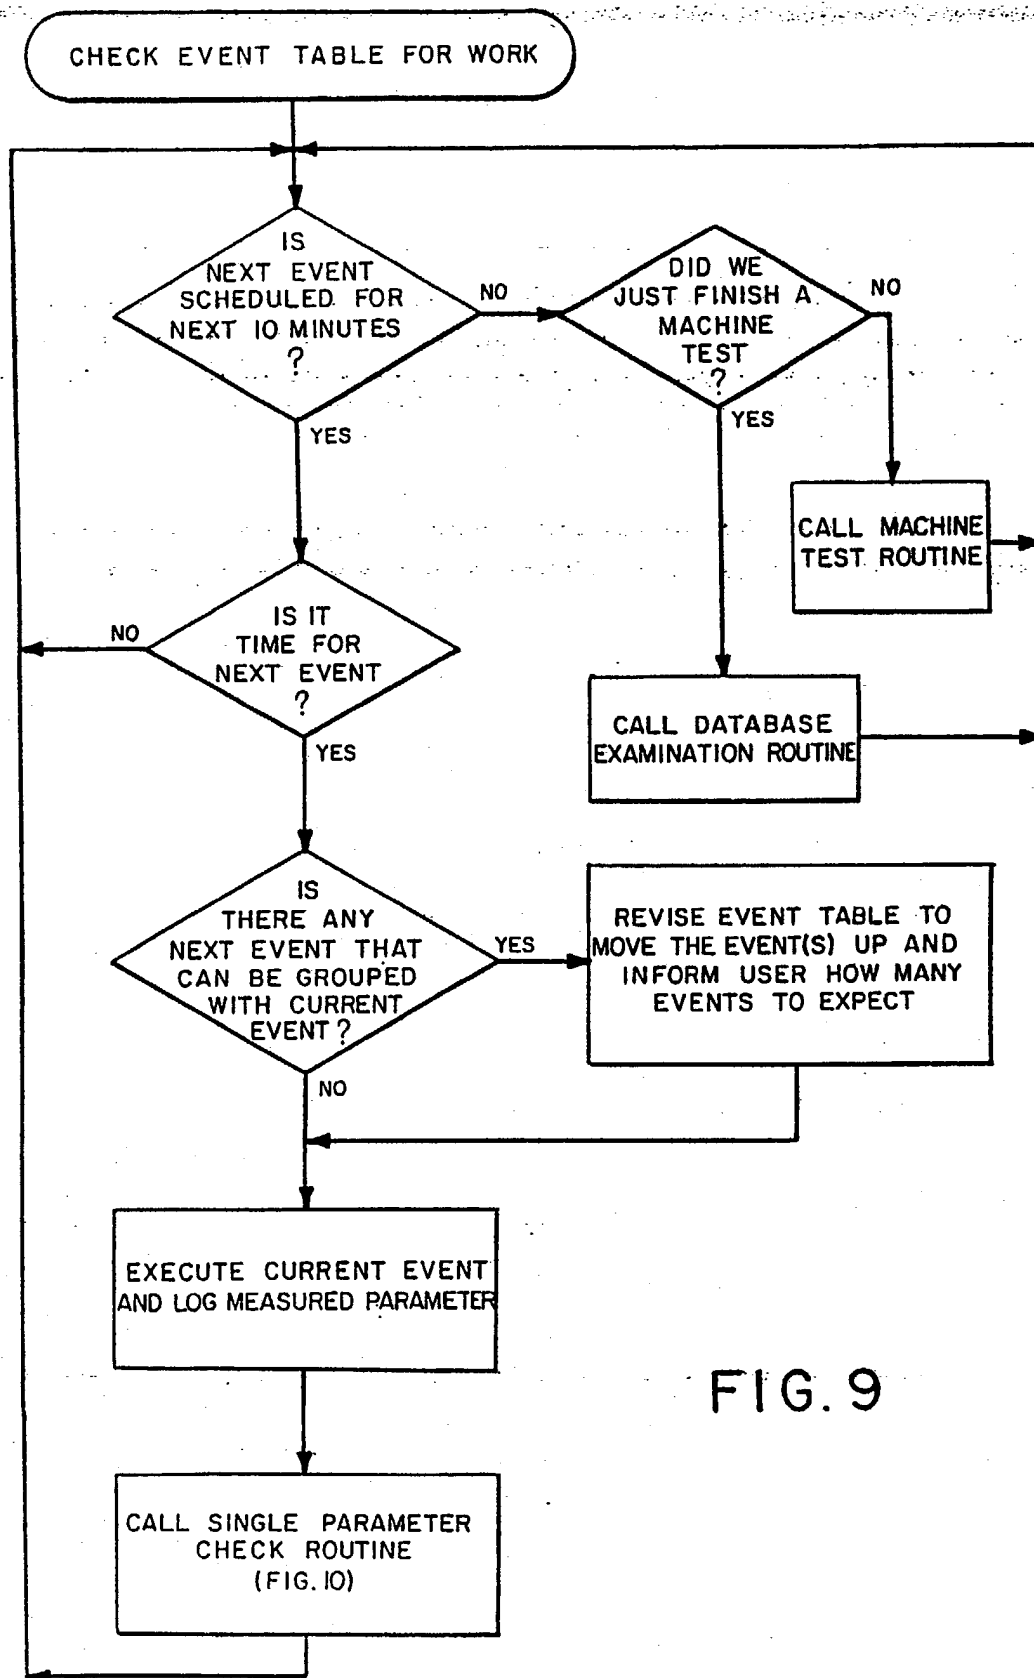 CHECK EVENT TABLE FOR WORK
IS
NEXT EVENT
SCHEDULED FOR
NEXT 10 MINUTES
?
NO
YES
DID WE
JUST FINISH A
MACHINE
TEST
?
NO
YES
CALL MACHINE
TEST ROUTINE
IS IT
TIME FOR
NEXT EVENT
?
NO
YES
CALL DATABASE
EXAMINATION ROUTINE
IS
THERE ANY
NEXT EVENT THAT
CAN BE GROUPED
WITH CURRENT
EVENT?
YES
NO
REVISE EVENT TABLE TO
MOVE THE EVENT(S) UP AND
INFORM USER HOW MANY
EVENTS TO EXPECT
EXECUTE CURRENT EVENT
AND LOG MEASURED PARAMETER
FIG. 9
CALL SINGLE PARAMETER
CHECK ROUTINE
(FIG. 10)